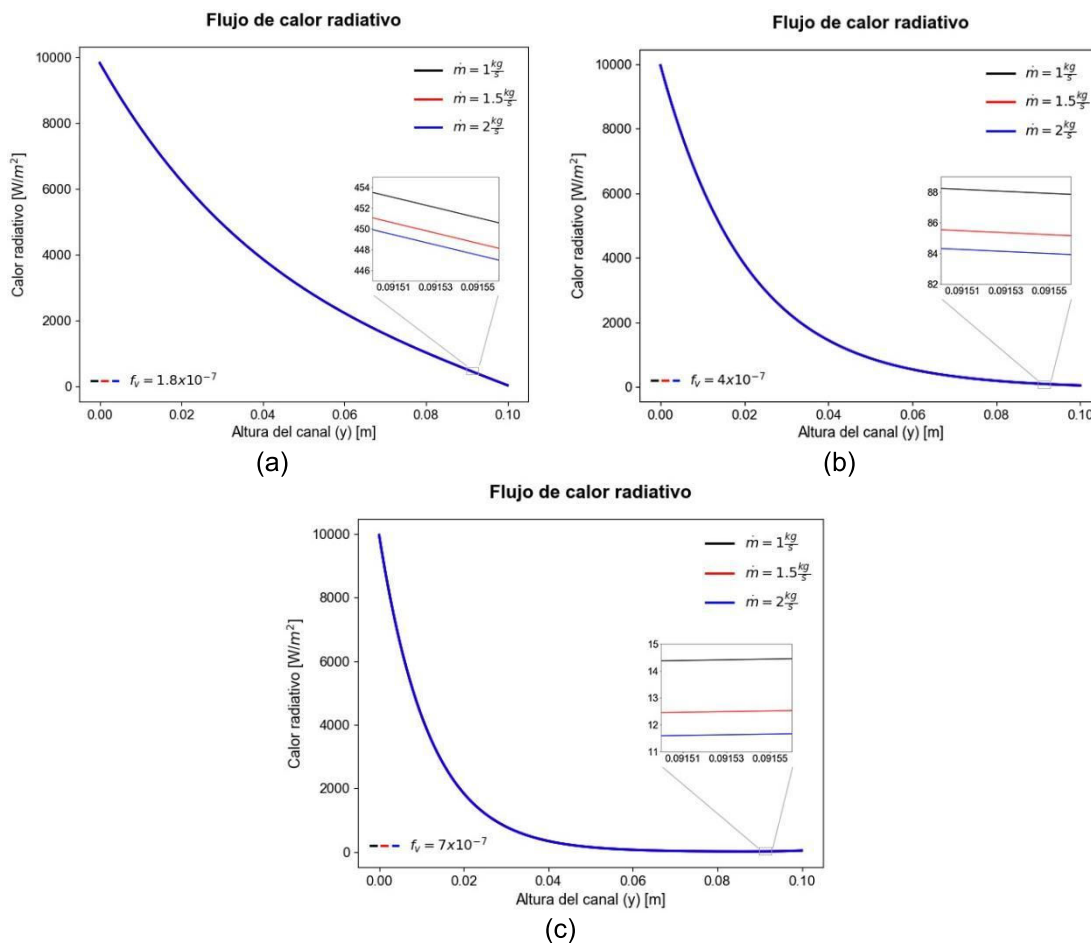 Flujo de calor radiativo
Calor radiativo [W/m²]
10000
8000
6000
4000
2000
0
ṁ = 1 kg/s
ṁ = 1.5 kg/s
ṁ = 2 kg/s
454
452
450
448
446
0.09151 0.09153 0.09155
f_v = 1.8x10⁻⁷
0.00 0.02 0.04 0.06 0.08 0.10
Altura del canal (y) [m]
(a)
Flujo de calor radiativo
Calor radiativo [W/m²]
10000
8000
6000
4000
2000
0
ṁ = 1 kg/s
ṁ = 1.5 kg/s
ṁ = 2 kg/s
88
86
84
82
0.09151 0.09153 0.09155
f_v = 4x10⁻⁷
0.00 0.02 0.04 0.06 0.08 0.10
Altura del canal (y) [m]
(b)
Flujo de calor radiativo
Calor radiativo [W/m²]
10000
8000
6000
4000
2000
0
ṁ = 1 kg/s
ṁ = 1.5 kg/s
ṁ = 2 kg/s
15
14
13
12
11
0.09151 0.09153 0.09155
f_v = 7x10⁻⁷
0.00 0.02 0.04 0.06 0.08 0.10
Altura del canal (y) [m]
(c)